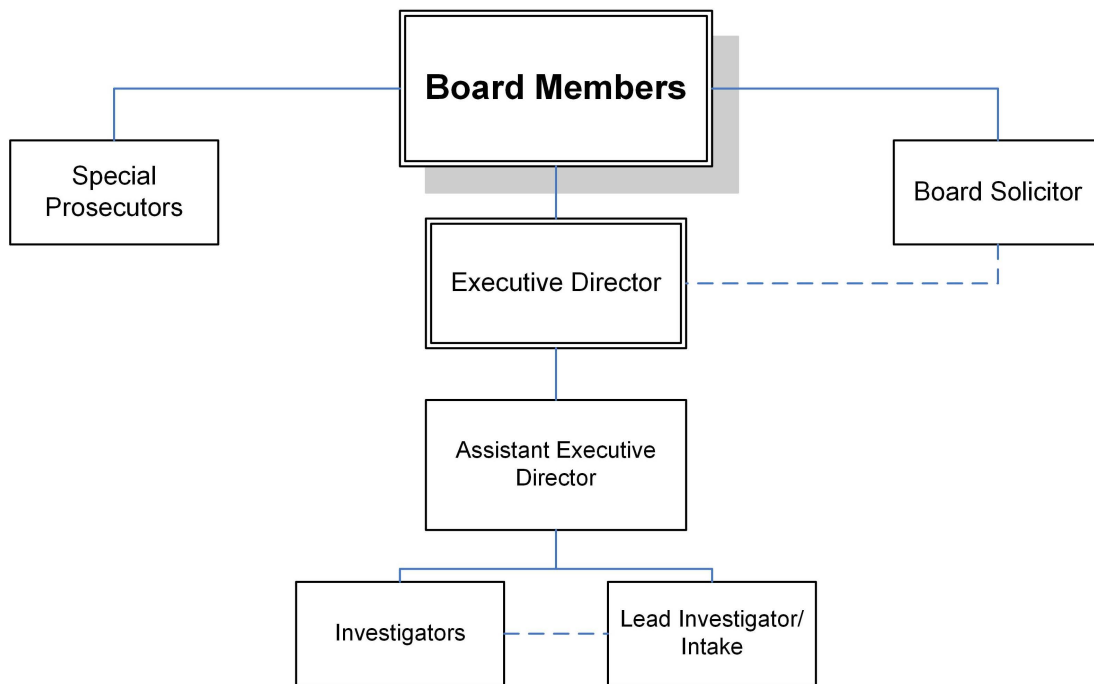 Board Members
Special
Prosecutors
Board Solicitor
Executive Director
Assistant Executive
Director
Investigators
Lead Investigator/
Intake